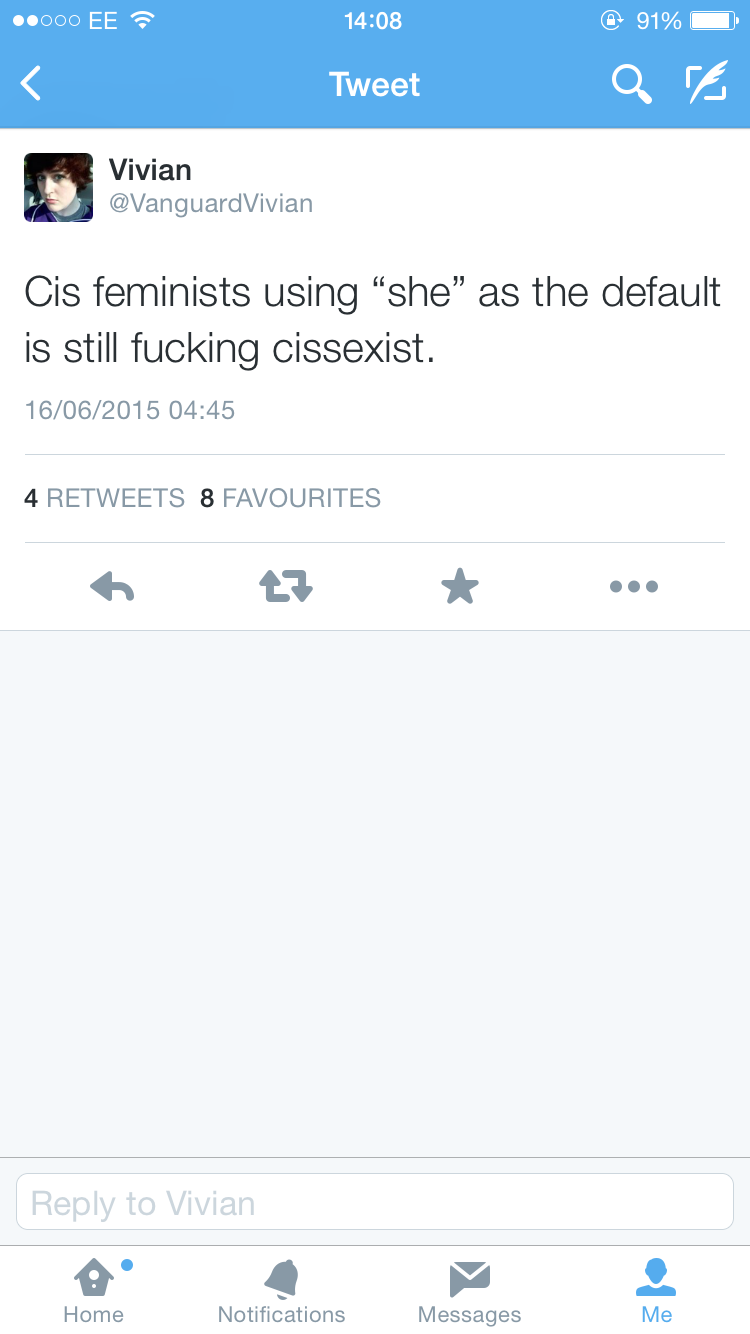 EE 14:08 91%
Tweet
Vivian
@VanguardVivian
Cis feminists using “she” as the default
is still fucking cissexist.
16/06/2015 04:45
4 RETWEETS 8 FAVOURITES
Reply to Vivian
Home Notifications Messages Me